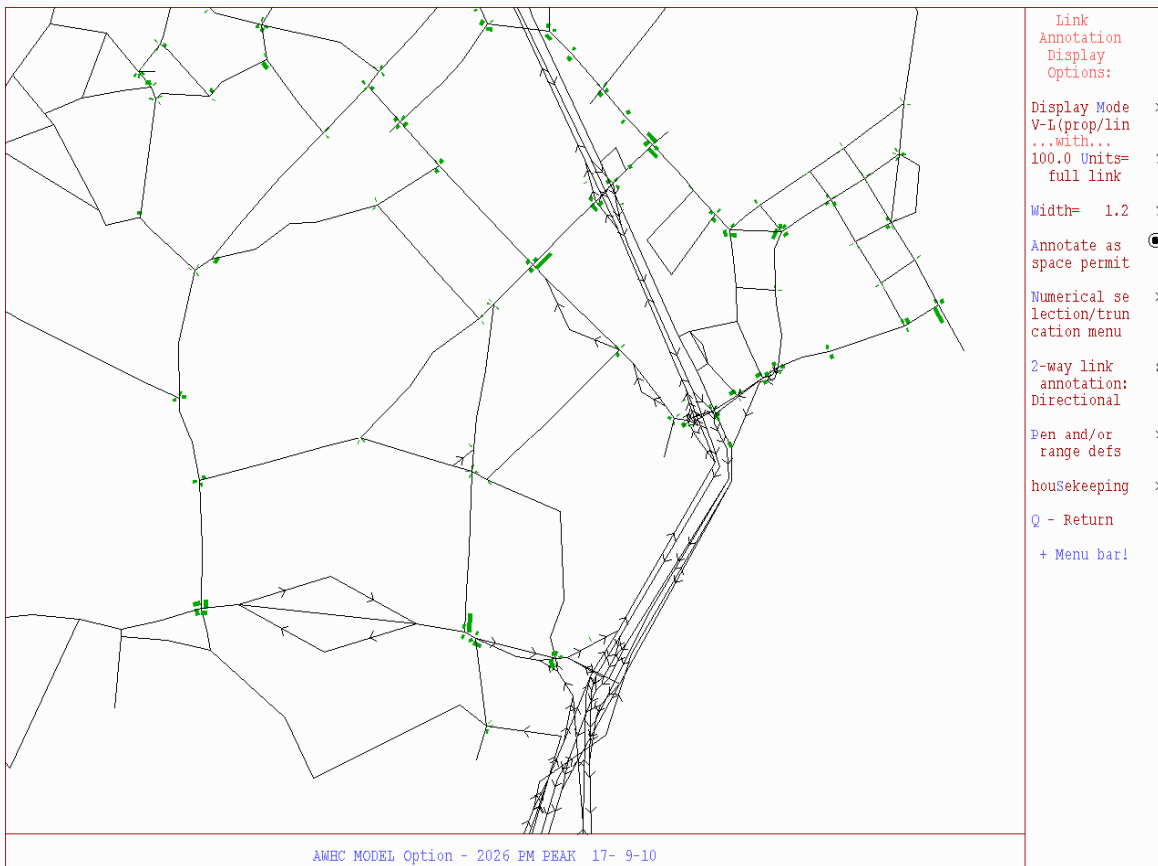 Link
Annotation
Display
Options:
Display Mode
V-L(prop/lin
...with...
100.0 Units=
full link
Width= 1.2
Annotate as
space permit
Numerical se
lection/trun
cation menu
2-way link
annotation:
Directional
Pen and/or
range defs
houSekeeping
Q - Return
+ Menu bar!
AWHC MODEL Option - 2026 PM PEAK 17- 9-10